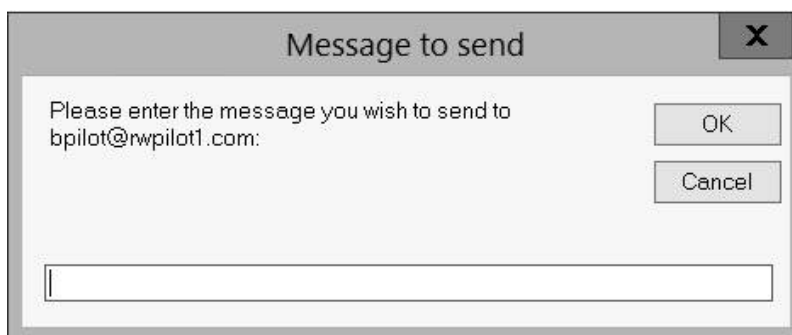 Message to send
X
Please enter the message you wish to send to
bpilot@rwpilot1.com:
OK
Cancel